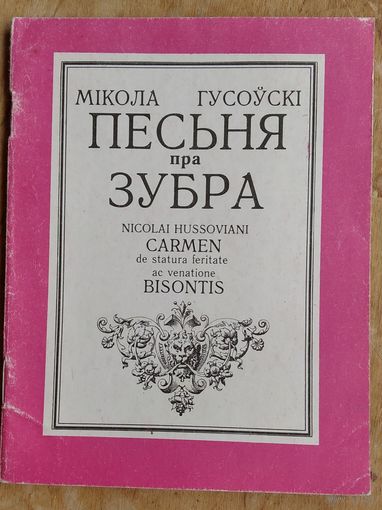 МІКОЛА ГУСОЎСКІ
ПЕСЬНЯ
пра
ЗУБРА
NICOLAI HUSSOVIANI
CARMEN
de statura feritate
ac venatione
BISONTIS